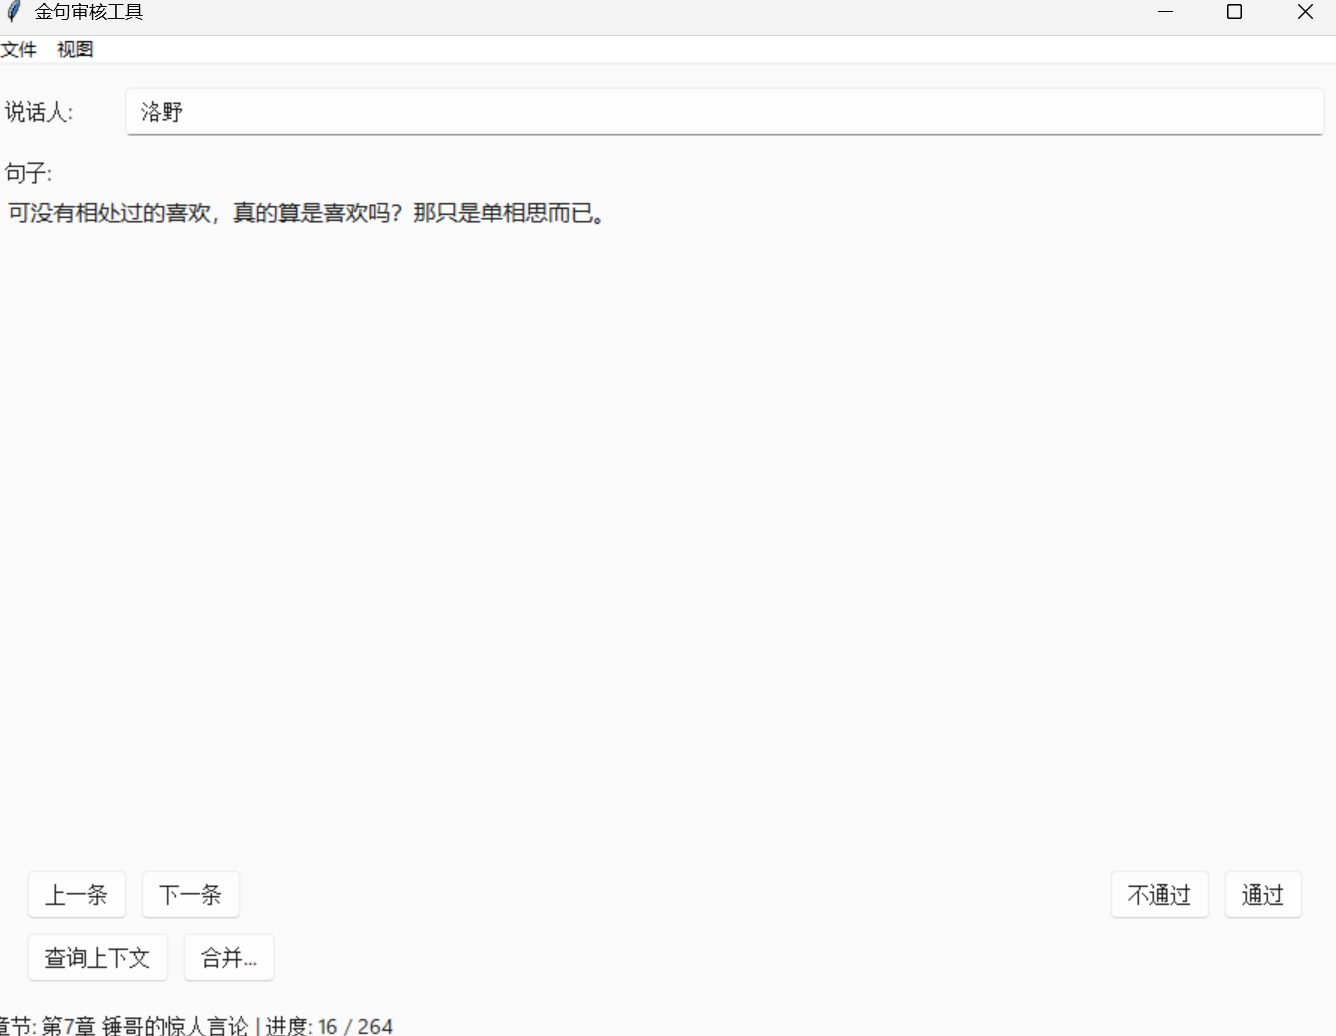 金句审核工具
文件 视图
说话人: 洛野
句子:
可没有相处过的喜欢，真的算是喜欢吗？那只是单相思而已。
上一条 下一条 不通过 通过
查询上下文 合并...
章节: 第7章 锤哥的惊人言论 | 进度: 16 / 264